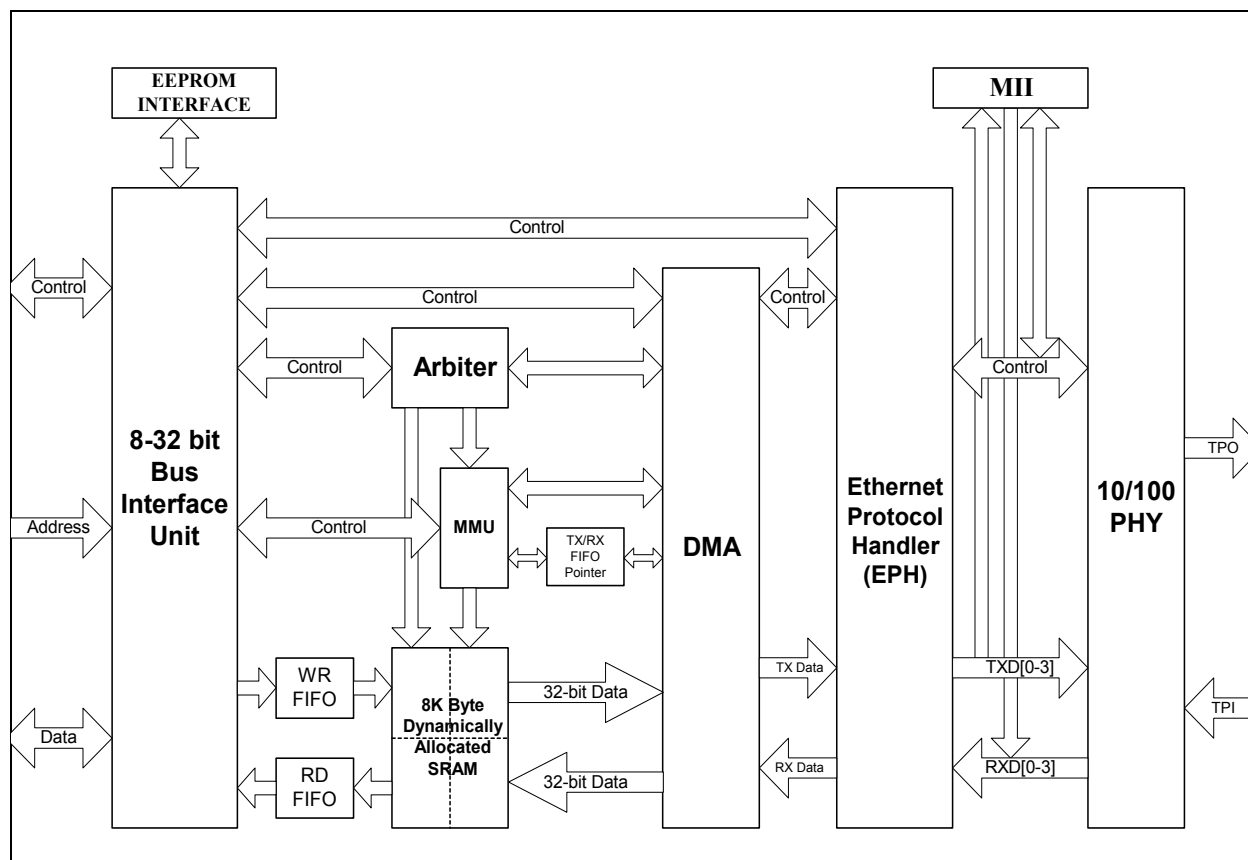 EEPROM
INTERFACE
MII
Control
Control
Control
Control
Control
Arbiter
Control
8-32 bit
Bus
Interface
Unit
Address
Control
MMU
TX/RX
FIFO
Pointer
DMA
Ethernet
Protocol
Handler
(EPH)
10/100
PHY
TPO
WR
FIFO
8K Byte
Dynamically
Allocated
SRAM
32-bit Data
TX Data
TXD[0-3]
TPI
Data
RD
FIFO
32-bit Data
RX Data
RXD[0-3]